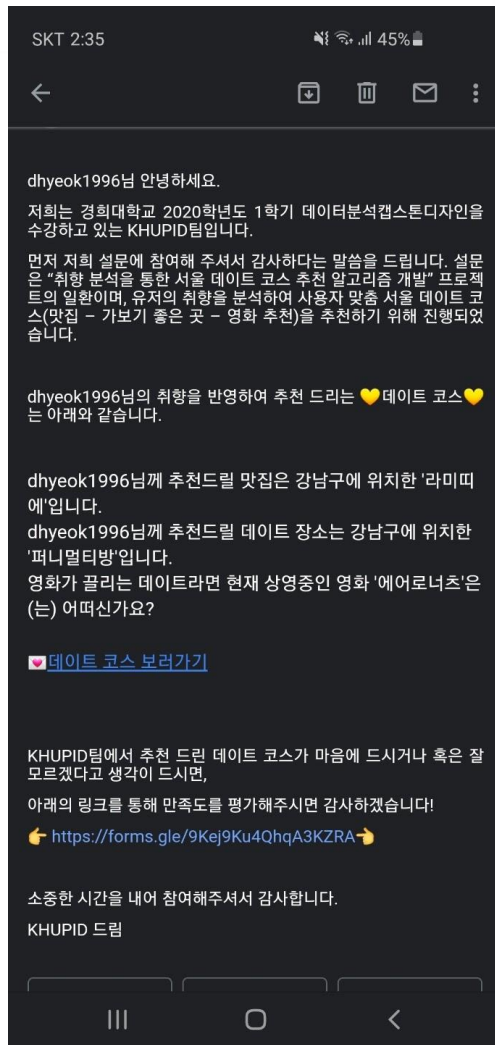 SKT 2:35
45%
dhyeok1996님 안녕하세요.
저희는 경희대학교 2020학년도 1학기 데이터분석캡스톤디자인을
수강하고 있는 KHUPID팀입니다.
먼저 저희 설문에 참여해 주셔서 감사하다는 말씀을 드립니다. 설문
은 “취향 분석을 통한 서울 데이트 코스 추천 알고리즘 개발” 프로젝
트의 일환이며, 유저의 취향을 분석하여 사용자 맞춤 서울 데이트 코
스(맛집 – 가보기 좋은 곳 – 영화 추천)을 추천하기 위해 진행되었
습니다.
dhyeok1996님의 취향을 반영하여 추천 드리는 💛데이트 코스💛
는 아래와 같습니다.
dhyeok1996님께 추천드릴 맛집은 강남구에 위치한 '라미띠
에'입니다.
dhyeok1996님께 추천드릴 데이트 장소는 강남구에 위치한
'퍼니멀티방'입니다.
영화가 끌리는 데이트라면 현재 상영중인 영화 '에어로너츠'은
(는) 어떠신가요?
💌데이트 코스 보러가기
KHUPID팀에서 추천 드린 데이트 코스가 마음에 드시거나 혹은 잘
모르겠다고 생각이 드시면,
아래의 링크를 통해 만족도를 평가해주시면 감사하겠습니다!
👉 https://forms.gle/9Kej9Ku4QhqA3KZRA👈
소중한 시간을 내어 참여해주셔서 감사합니다.
KHUPID 드림